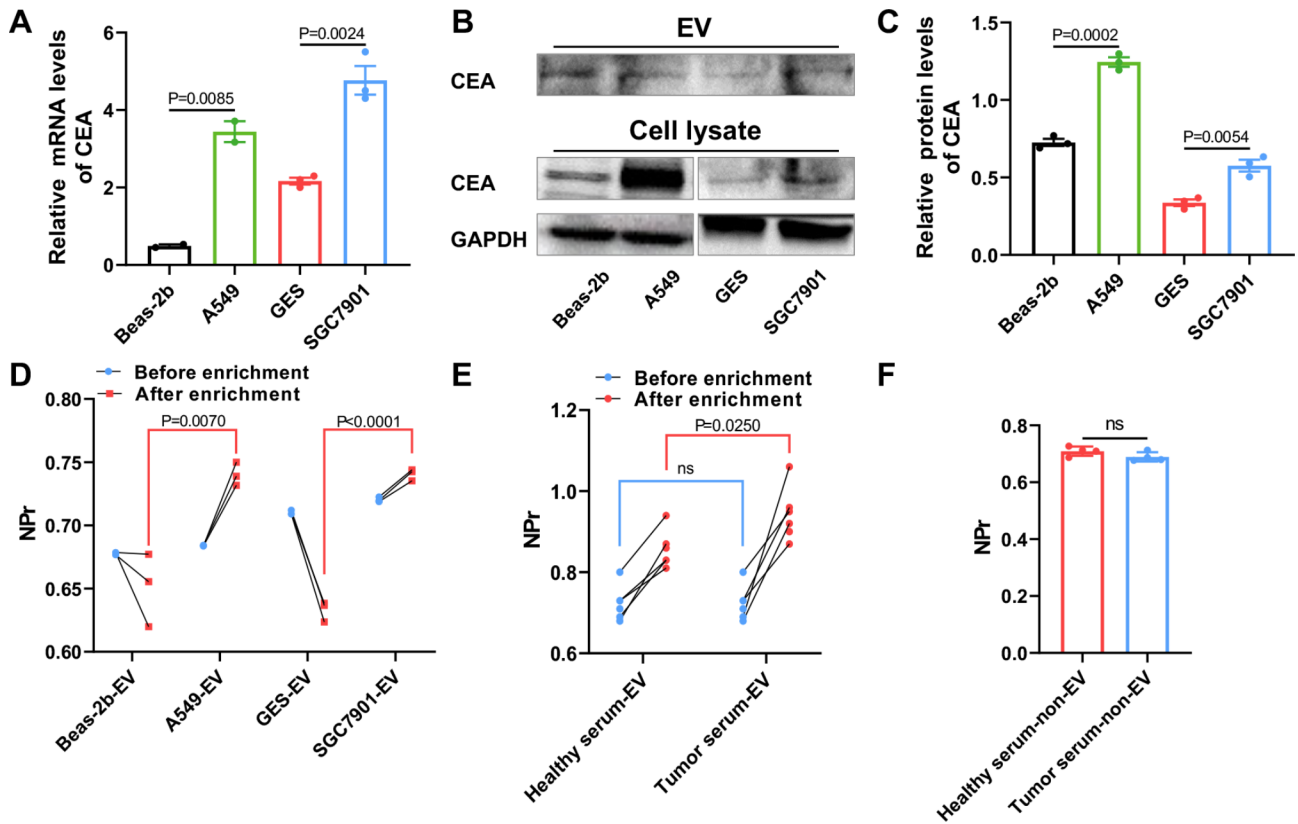 A
Relative mRNA levels
of CEA
6
4
2
0
P=0.0085
P=0.0024
Beas-2b
A549
GES
SGC7901
B
EV
CEA
Cell lysate
CEA
GAPDH
Beas-2b
A549
GES
SGC7901
C
Relative protein levels
of CEA
1.5
1.0
0.5
0.0
P=0.0002
P=0.0054
Beas-2b
A549
GES
SGC7901
D
Before enrichment
After enrichment
NPr
0.80
0.75
0.70
0.65
0.60
P=0.0070
P<0.0001
Beas-2b-EV
A549-EV
GES-EV
SGC7901-EV
E
Before enrichment
After enrichment
NPr
1.2
1.0
0.8
0.6
P=0.0250
ns
Healthy serum-EV
Tumor serum-EV
F
NPr
0.8
0.6
0.4
0.2
0.0
ns
Healthy serum-non-EV
Tumor serum-non-EV